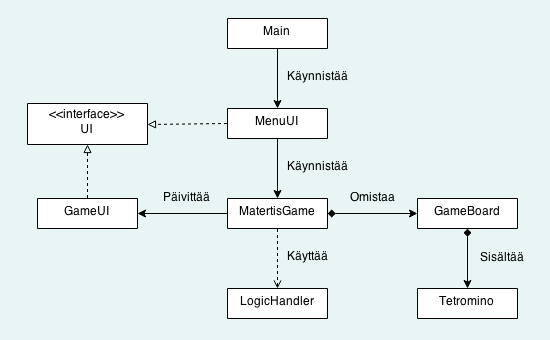 Main
Käynnistää
<<interface>>
UI
MenuUI
Käynnistää
Päivittää
Omistaa
GameUI
MatertisGame
GameBoard
Käyttää
Sisältää
LogicHandler
Tetromino